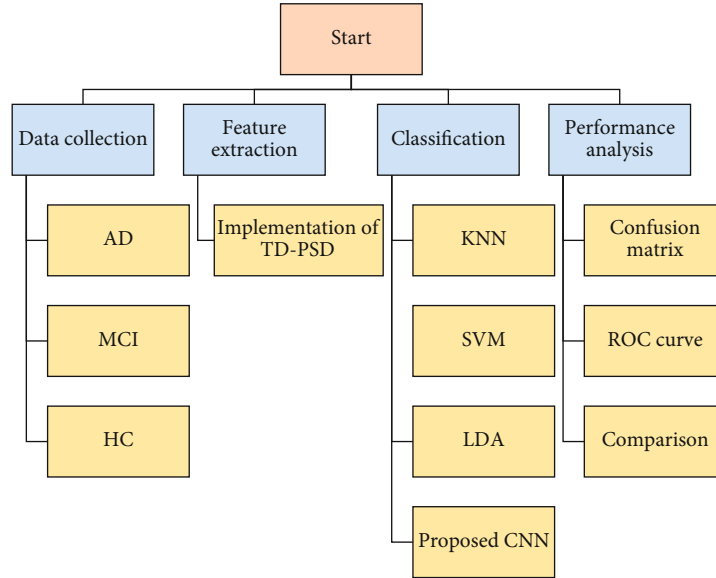 Start
Data collection
AD
MCI
HC
Feature
extraction
Implementation of
TD-PSD
Classification
KNN
SVM
LDA
Proposed CNN
Performance
analysis
Confusion
matrix
ROC curve
Comparison